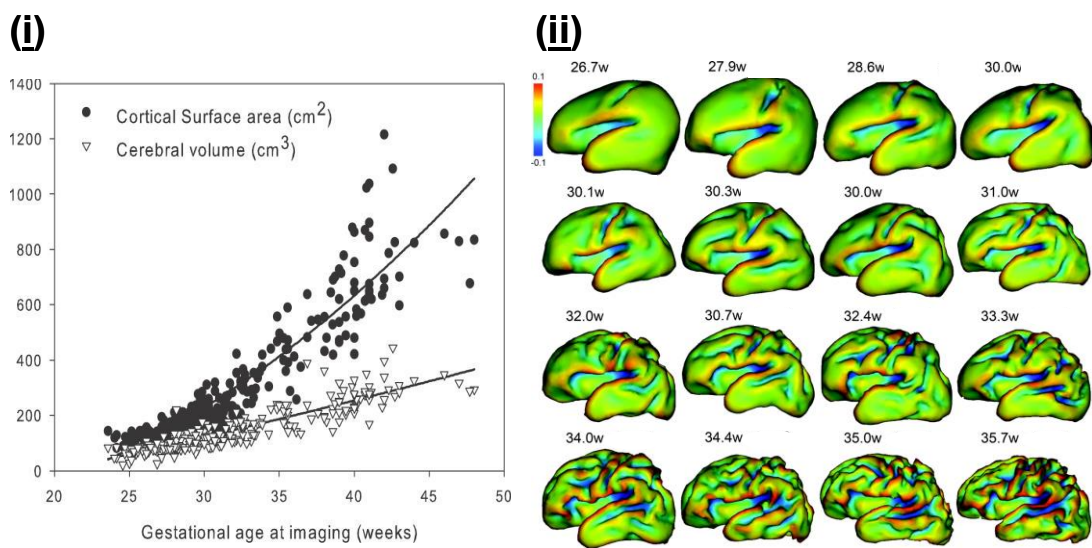 (i)
1400
1200
1000
800
600
400
200
0
Cortical Surface area (cm²)
Cerebral volume (cm³)
20 25 30 35 40 45 50
Gestational age at imaging (weeks)
(ii)
0.1
-0.1
26.7w 27.9w 28.6w 30.0w
30.1w 30.3w 30.0w 31.0w
32.0w 30.7w 32.4w 33.3w
34.0w 34.4w 35.0w 35.7w